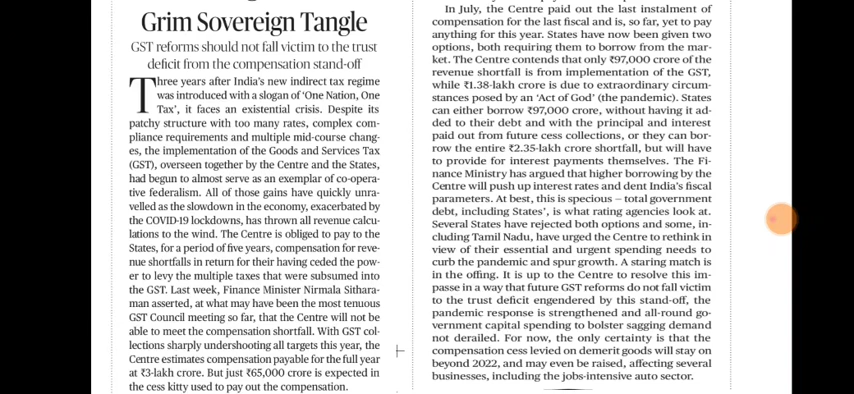 Grim Sovereign Tangle
GST reforms should not fall victim to the trust
deficit from the compensation stand-off
Three years after India's new indirect tax regime
was introduced with a slogan of 'One Nation, One
Tax', it faces an existential crisis. Despite its
patchy structure with too many rates, complex com-
pliance requirements and multiple mid-course chang-
es, the implementation of the Goods and Services Tax
(GST), overseen together by the Centre and the States,
had begun to almost serve as an exemplar of co-opera-
tive federalism. All of those gains have quickly unra-
velled as the slowdown in the economy, exacerbated by
the COVID-19 lockdowns, has thrown all revenue calcu-
lations to the wind. The Centre is obliged to pay to the
States, for a period of five years, compensation for reve-
nue shortfalls in return for their having ceded the pow-
er to levy the multiple taxes that were subsumed into
the GST. Last week, Finance Minister Nirmala Sithara-
man asserted, at what may have been the most tenuous
GST Council meeting so far, that the Centre will not be
able to meet the compensation shortfall. With GST col-
lections sharply undershooting all targets this year, the
Centre estimates compensation payable for the full year
at ₹3-lakh crore. But just ₹65,000 crore is expected in
the cess kitty used to pay out the compensation.
In July, the Centre paid out the last instalment of
compensation for the last fiscal and is, so far, yet to pay
anything for this year. States have now been given two
options, both requiring them to borrow from the mar-
ket. The Centre contends that only ₹97,000 crore of the
revenue shortfall is from implementation of the GST,
while ₹1.38-lakh crore is due to extraordinary circum-
stances posed by an 'Act of God' (the pandemic). States
can either borrow ₹97,000 crore, without having it ad-
ded to their debt and with the principal and interest
paid out from future cess collections, or they can bor-
row the entire ₹2.35-lakh crore shortfall, but will have
to provide for interest payments themselves. The Fi-
nance Ministry has argued that higher borrowing by the
Centre will push up interest rates and dent India's fiscal
parameters. At best, this is specious – total government
debt, including States', is what rating agencies look at.
Several States have rejected both options and some, in-
cluding Tamil Nadu, have urged the Centre to rethink in
view of their essential and urgent spending needs to
curb the pandemic and spur growth. A staring match is
in the offing. It is up to the Centre to resolve this im-
passe in a way that future GST reforms do not fall victim
to the trust deficit engendered by this stand-off, the
pandemic response is strengthened and all-round go-
vernment capital spending to bolster sagging demand
not derailed. For now, the only certainty is that the
compensation cess levied on demerit goods will stay on
beyond 2022, and may even be raised, affecting several
businesses, including the jobs-intensive auto sector.